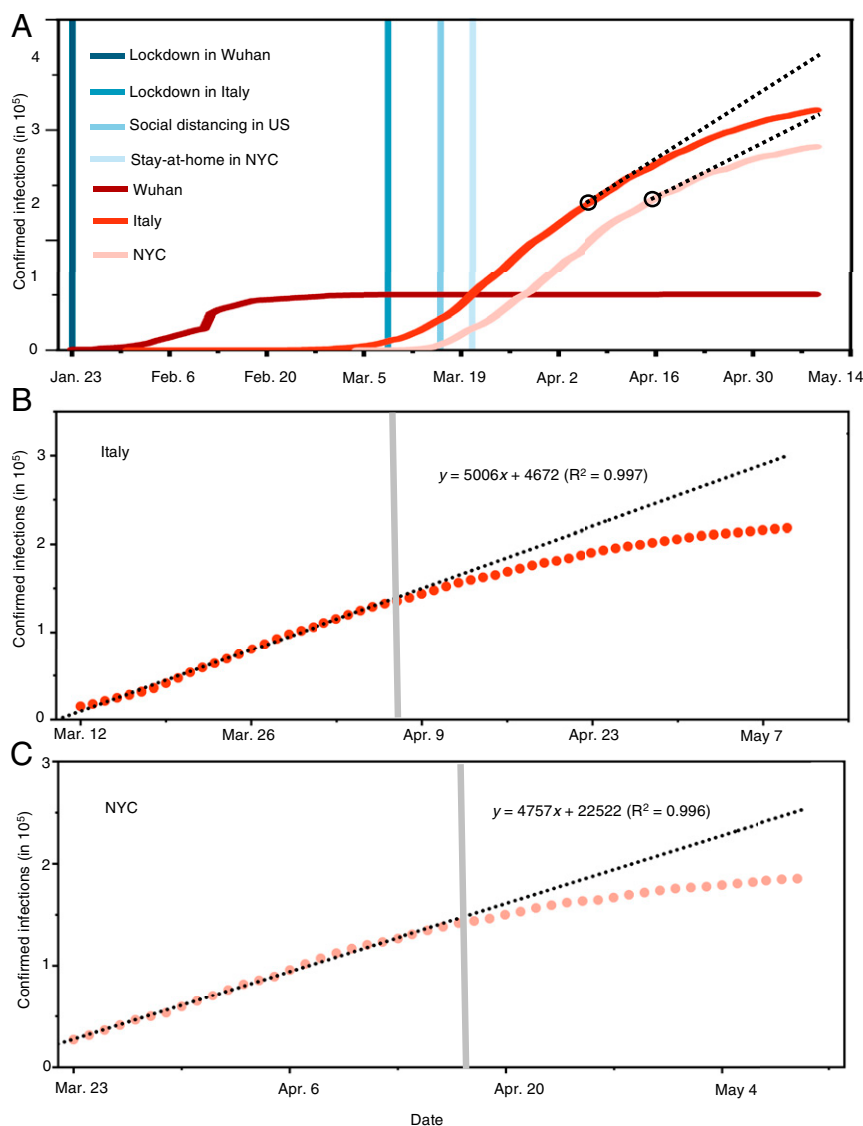 A
Confirmed infections (in 10⁵)
4
3
2
1
0
Lockdown in Wuhan
Lockdown in Italy
Social distancing in US
Stay-at-home in NYC
Wuhan
Italy
NYC
Jan. 23 Feb. 6 Feb. 20 Mar. 5 Mar. 19 Apr. 2 Apr. 16 Apr. 30 May. 14
B
Confirmed infections (in 10⁵)
3
2
1
0
Italy
y = 5006x + 4672 (R² = 0.997)
Mar. 12 Mar. 26 Apr. 9 Apr. 23 May 7
C
Confirmed infections (in 10⁵)
3
2
1
0
NYC
y = 4757x + 22522 (R² = 0.996)
Mar. 23 Apr. 6 Apr. 20 May 4
Date